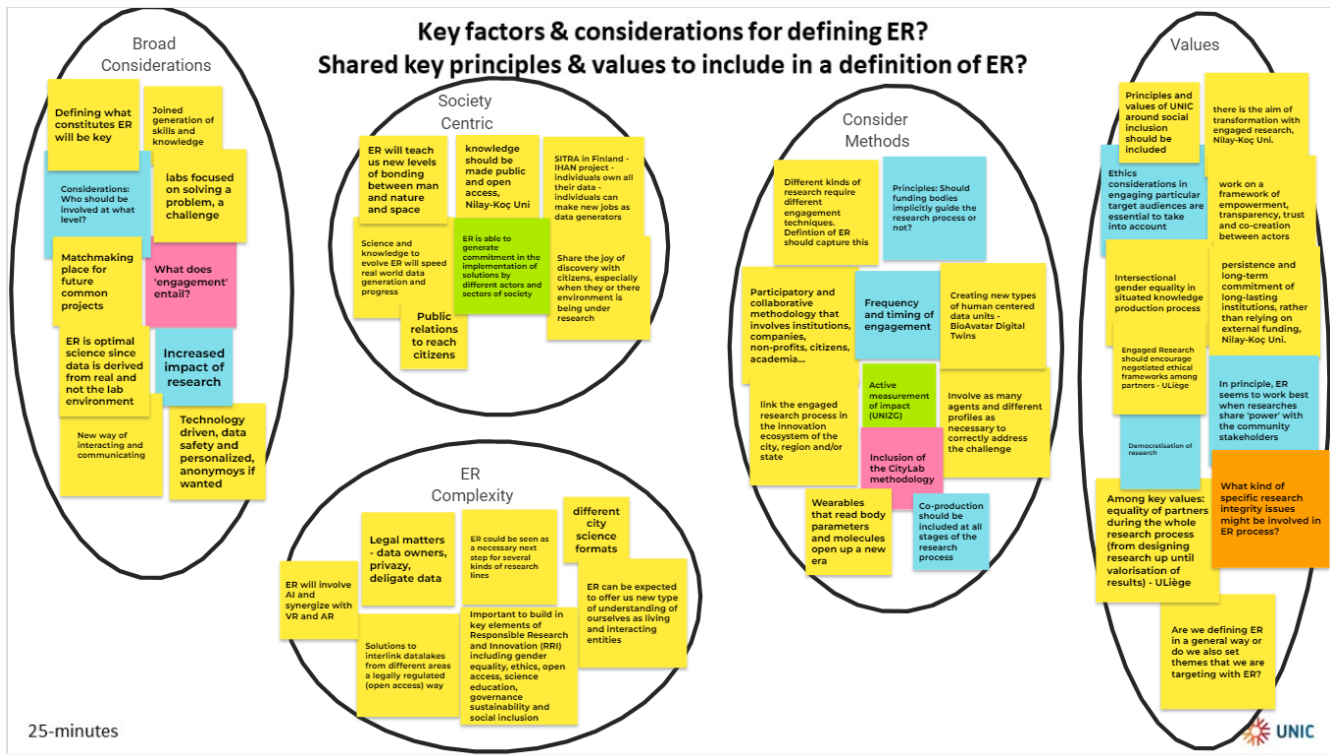 Key factors & considerations for defining ER?
Shared key principles & values to include in a definition of ER?
Broad
Considerations
Defining what
constitutes ER
will be key
Joined
generation of
skills and
knowledge
Considerations:
Who should be
involved at what
level?
labs focused on
solving a
problem, a
challenge
Matchmaking
place for
future
common
projects
What does
'engagement'
entail?
ER is optimal
science since
data is derived
from real and
not the lab
environment
Increased
impact of
research
New way of
interacting and
communicating
Technology
driven, data
safety and
personalized,
anonymoys if
wanted
Society
Centric
ER will teach
us new levels
of bonding
between man
and nature
and space
knowledge
should be
made public
and open
access,
Nilay-Koç Uni
SITRA in Finland -
IHAN project -
individuals own all
their data -
individuals can
make new jobs as
data generators
Science and
knowledge to
evolve ER will speed
real world data
generation and
progress
ER is able to
generate
commitment in the
implementation of
solutions by
different actors and
sectors of society
Share the joy of
discovery with
citizens, especially
when they or there
environment is
being under
research
Public
relations to
reach
citizens
ER
Complexity
Legal matters
- data owners,
privacy,
deligate data
ER could be seen as
a necessary next
step for several
kinds of research
lines
different
city
science
formats
ER will involve
AI and
synergize with
VR and AR
Solutions to
interlink datalakes
from different areas
a legally regulated
(open access) way
Important to build in
key elements of
Responsible Research
and Innovation (RRI)
including gender
equality, ethics, open
access, science
education,
governance
sustainability and
social inclusion
ER can be expected
to offer us new type
of understanding of
ourselves as living
and interacting
entities
Consider
Methods
Different kinds of
research require
different
engagement
techniques.
Defintion of ER
should capture this
Principles: Should
funding bodies
implicitly guide the
research process or
not?
Participatory and
collaborative
methodology that
involves institutions,
companies,
non-profits, citizens,
academia...
Frequency
and timing of
engagement
Creating new types
of human centered
data units -
BioAvatar Digital
Twins
link the engaged
research process in
the innovation
ecosystem of the
city, region and/or
state
Active
measurement
of impact
(UNIZG)
Involve as many
agents and different
profiles as
necessary to
correctly address
the challenge
Inclusion of
the CityLab
methodology
Wearables
that read body
parameters
and molecules
open up a new
era
Co-production
should be
included at all
stages of the
research
process
Values
Principles and
values of UNIC
around social
inclusion
should be
included
there is the aim of
transformation with
engaged research,
Nilay-Koç Uni.
Ethics
considerations in
engaging particular
target audiences are
essential to take
into account
work on a
framework of
empowerment,
transparency, trust
and co-creation
between actors
Intersectional
gender equality in
situated knowledge
production process
persistence and
long-term
commitment of
long-lasting
institutions, rather
than relying on
external funding,
Nilay-Koç Uni.
Engaged Research
should encourage
negotiated ethical
frameworks among
partners - ULiège
In principle, ER
seems to work best
when researches
share 'power' with
the community
stakeholders
Democratisation of
research
Among key values:
equality of partners
during the whole
research process
(from designing
research up until
valorisation of
results) - ULiège
What kind of
specific research
integrity issues
might be involved in
ER process?
Are we defining ER
in a general way or
do we also set
themes that we are
targeting with ER?
25-minutes
UNIC